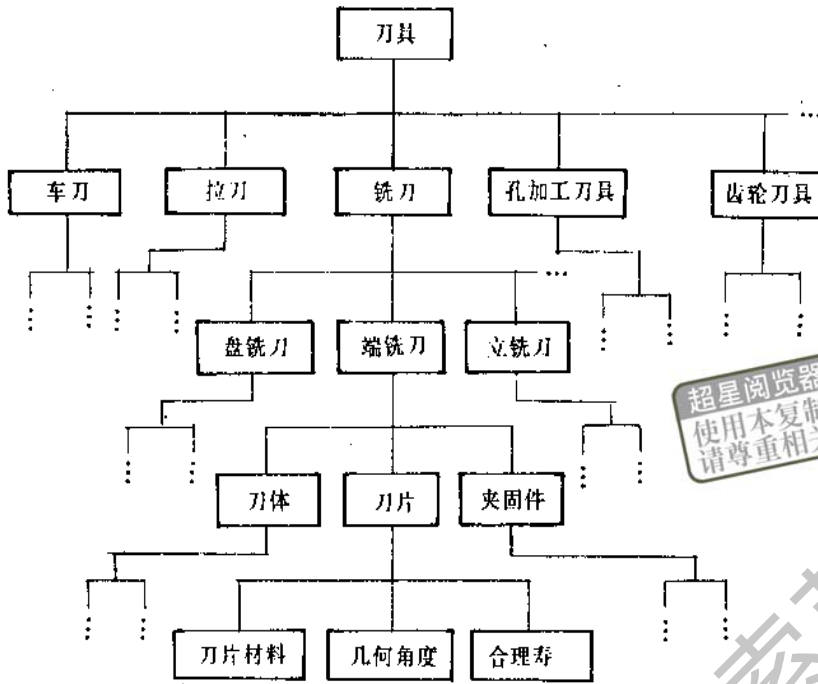 刀具
车刀
拉刀
铣刀
孔加工刀具
齿轮刀具
盘铣刀
端铣刀
立铣刀
超星阅览器
使用本复制
请尊重相关
刀体
刀片
夹固件
刀片材料
几何角度
合理寿